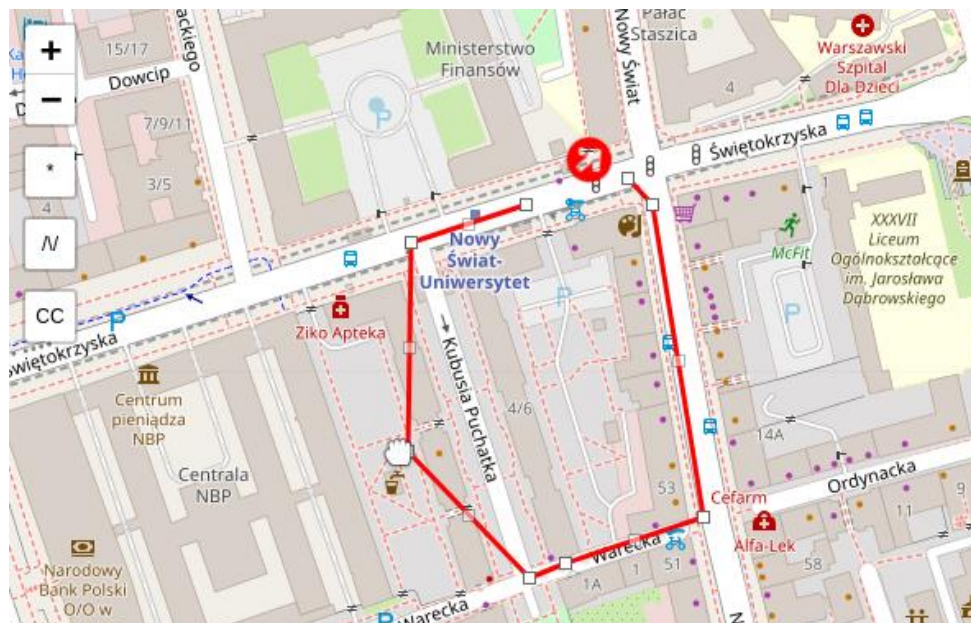 Pałac
Staszica
ackiego
Nowy Świat
15/17
Ministerstwo
Finansów
Warszawski
Szpital
Dla Dzieci
Dowcip
4
P
7/9/11
Świętokrzyska
3/5
1
*
4
XXXVII
Liceum
Ogólnokształcące
im. Jarosława
Dąbrowskiego
Nowy
Świat-
Uniwersytet
McFit
/V
P
P
CC
P
Ziko Apteka
Świętokrzyska
Kubusia Puchatka
Centrum
pieniądza
NBP
4/6
14A
Centrala
NBP
Ordynacka
53
Cefarm
9
11
Warecka
Alfa-Lek
Narodowy
Bank Polski
O/O w
1A
1
51
58
Warecka
P
N